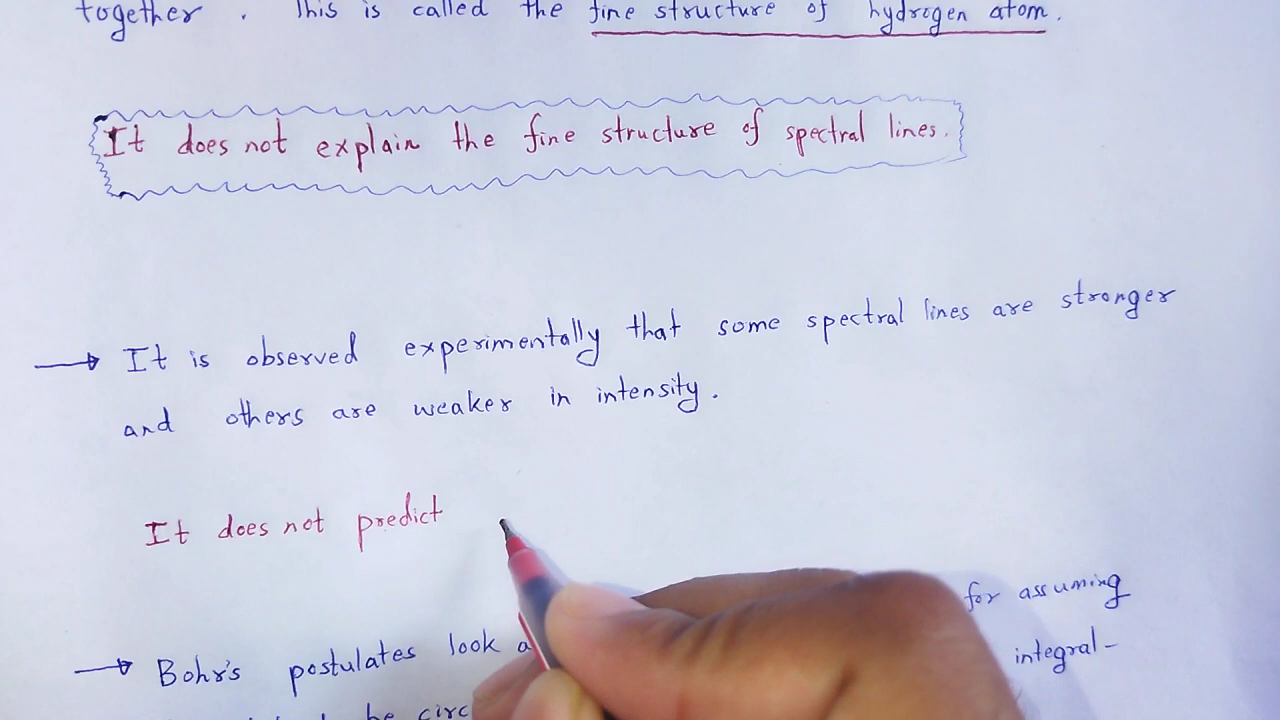 together. This is called the fine structure of hydrogen atom.
It does not explain the fine structure of spectral lines.
→ It is observed experimentally that some spectral lines are stronger
and others are weaker in intensity.
It does not predict
→ Bohr's postulates look for assuming
be integral-